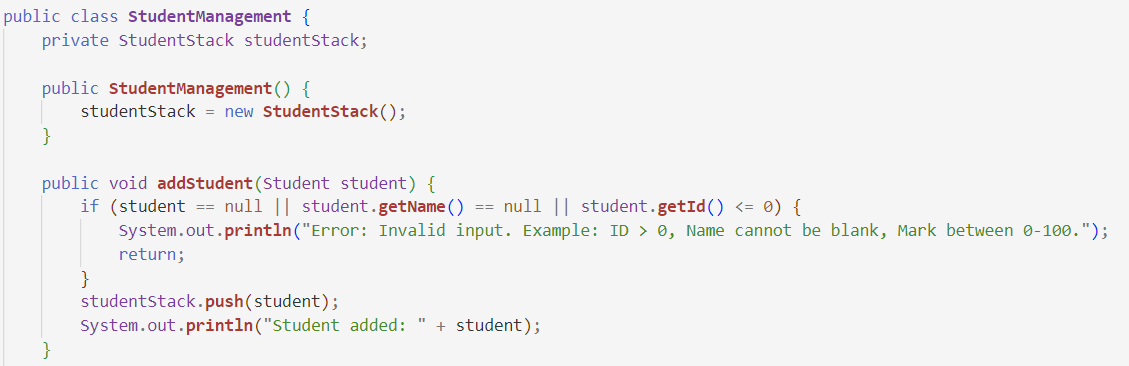 public class StudentManagement {
    private StudentStack studentStack;

    public StudentManagement() {
        studentStack = new StudentStack();
    }

    public void addStudent(Student student) {
        if (student == null || student.getName() == null || student.getId() <= 0) {
            System.out.println("Error: Invalid input. Example: ID > 0, Name cannot be blank, Mark between 0-100.");
            return;
        }
        studentStack.push(student);
        System.out.println("Student added: " + student);
    }